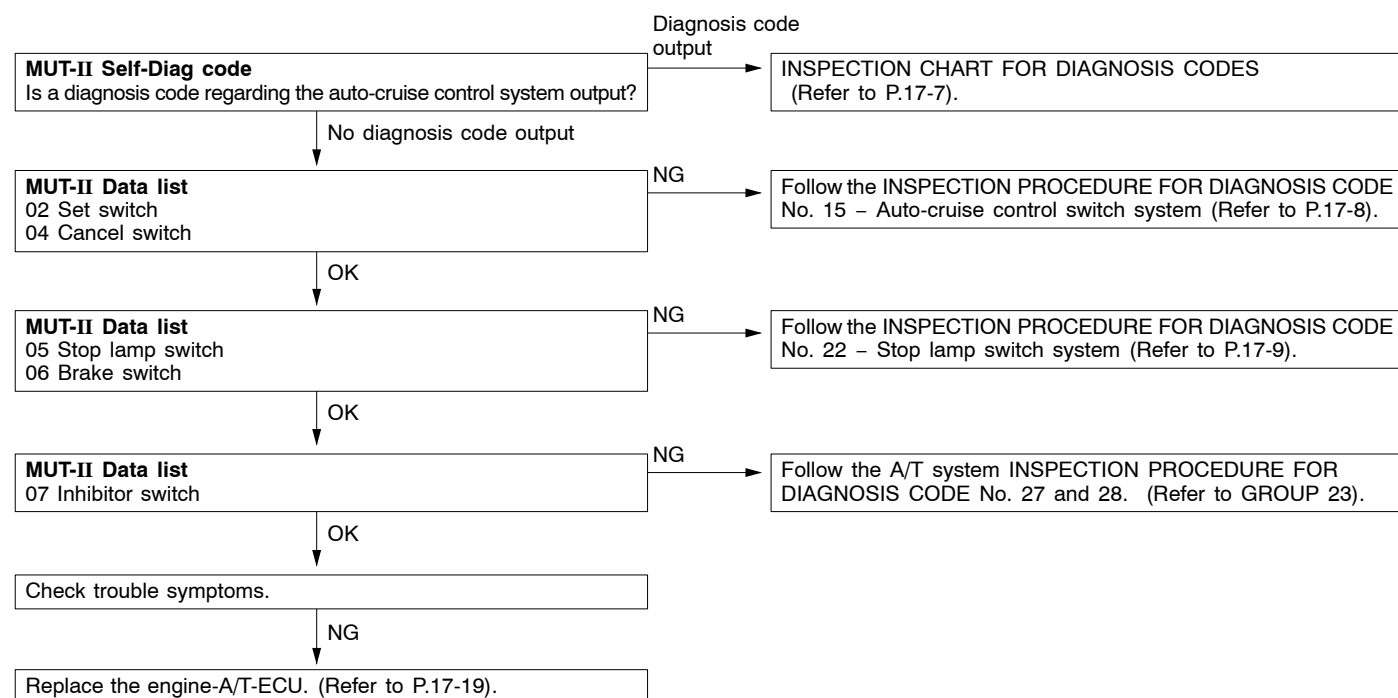 Diagnosis code
output
MUT-II Self-Diag code
Is a diagnosis code regarding the auto-cruise control system output?
INSPECTION CHART FOR DIAGNOSIS CODES
(Refer to P.17-7).
No diagnosis code output
MUT-II Data list
02 Set switch
04 Cancel switch
NG
Follow the INSPECTION PROCEDURE FOR DIAGNOSIS CODE
No. 15 – Auto-cruise control switch system (Refer to P.17-8).
OK
MUT-II Data list
05 Stop lamp switch
06 Brake switch
NG
Follow the INSPECTION PROCEDURE FOR DIAGNOSIS CODE
No. 22 – Stop lamp switch system (Refer to P.17-9).
OK
MUT-II Data list
07 Inhibitor switch
NG
Follow the A/T system INSPECTION PROCEDURE FOR
DIAGNOSIS CODE No. 27 and 28. (Refer to GROUP 23).
OK
Check trouble symptoms.
NG
Replace the engine-A/T-ECU. (Refer to P.17-19).